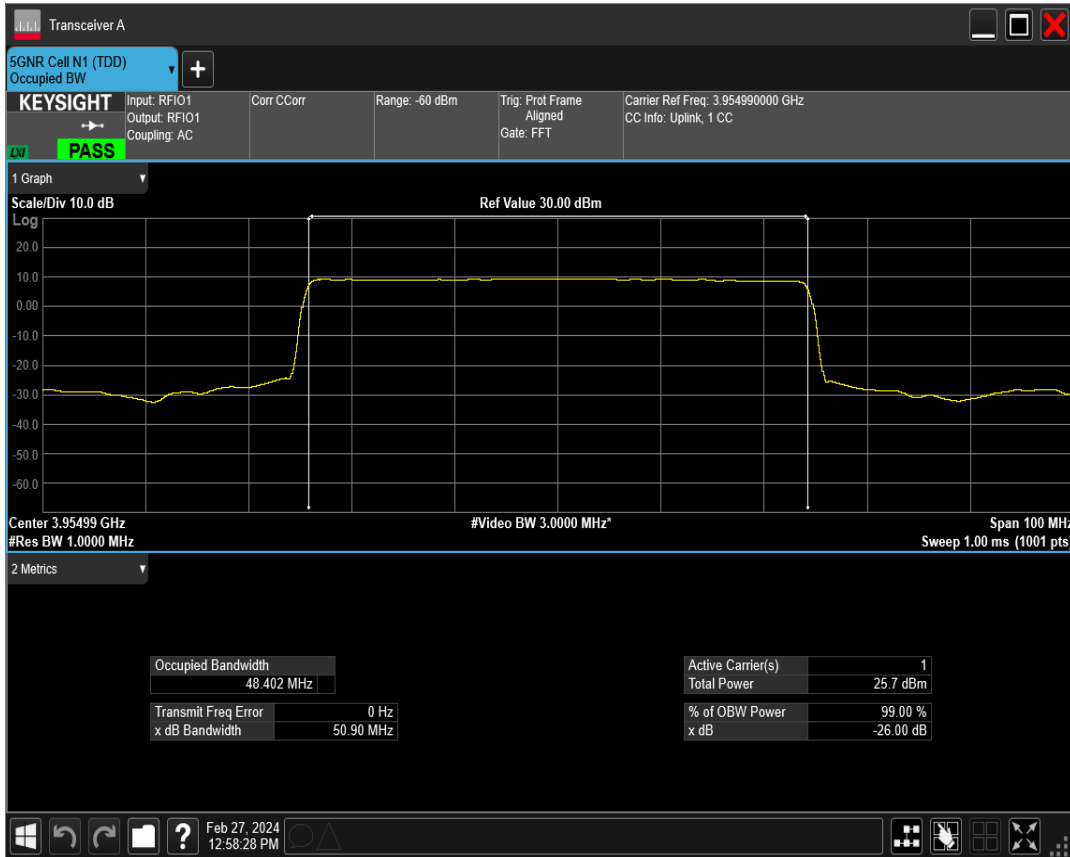 Transceiver A
5GNR Cell N1 (TDD)
Occupied BW
+
KEYSIGHT
LXI
PASS
Input: RFIO1
Output: RFIO1
Coupling: AC
Corr CCorr
Range: -60 dBm
Trig: Prot Frame
Aligned
Gate: FFT
Carrier Ref Freq: 3.954990000 GHz
CC Info: Uplink, 1 CC
1 Graph
Scale/Div 10.0 dB
Ref Value 30.00 dBm
Log
20.0
10.0
0.00
-10.0
-20.0
-30.0
-40.0
-50.0
-60.0
Center 3.95499 GHz
#Video BW 3.0000 MHz*
Span 100 MHz
#Res BW 1.0000 MHz
Sweep 1.00 ms (1001 pts)
2 Metrics
Occupied Bandwidth
48.402 MHz
Transmit Freq Error 0 Hz
x dB Bandwidth 50.90 MHz
Active Carrier(s) 1
Total Power 25.7 dBm
% of OBW Power 99.00 %
x dB -26.00 dB
?
Feb 27, 2024
12:58:28 PM